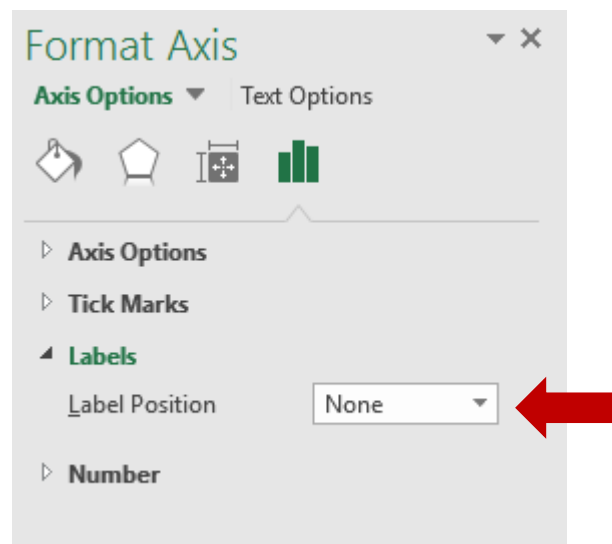 Format Axis
Axis Options Text Options
Axis Options
Tick Marks
Labels
Label Position None
Number